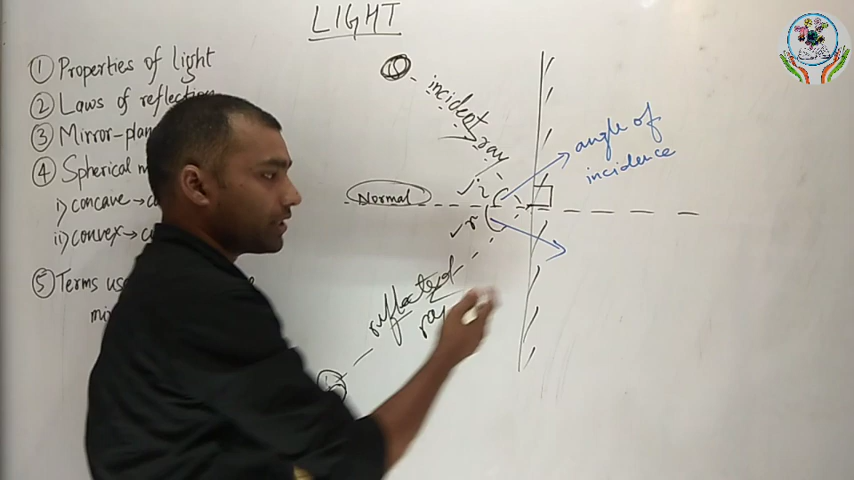 LIGHT
① Properties of light
② Laws of reflection
③ Mirror-plan
④ Spherical m
i) concave → c
ii) convex → c
⑤ Terms us
mi
incident ray
angle of
incidence
Normal
i
r
reflected
ray